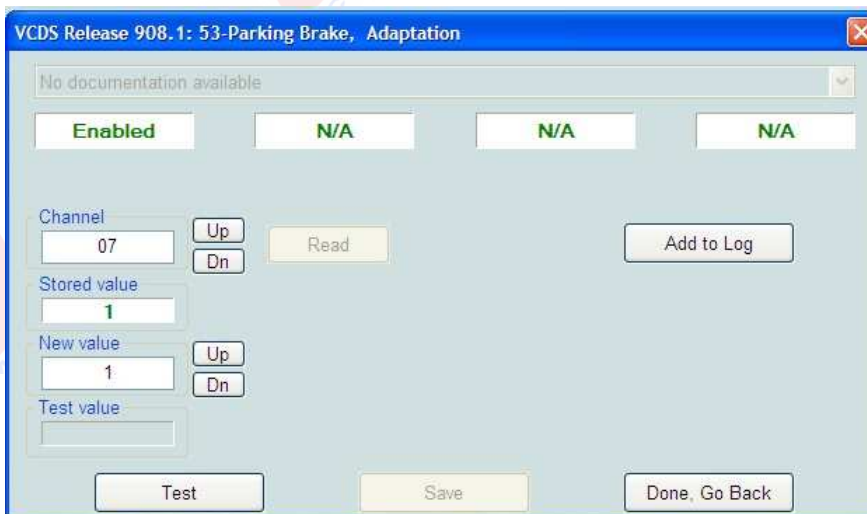 VCDS Release 908.1: 53-Parking Brake, Adaptation
No documentation available
Enabled N/A N/A N/A
Channel
07 Up Read Add to Log
Dn
Stored value
1
New value
1 Up
Dn
Test value
Test Save Done, Go Back